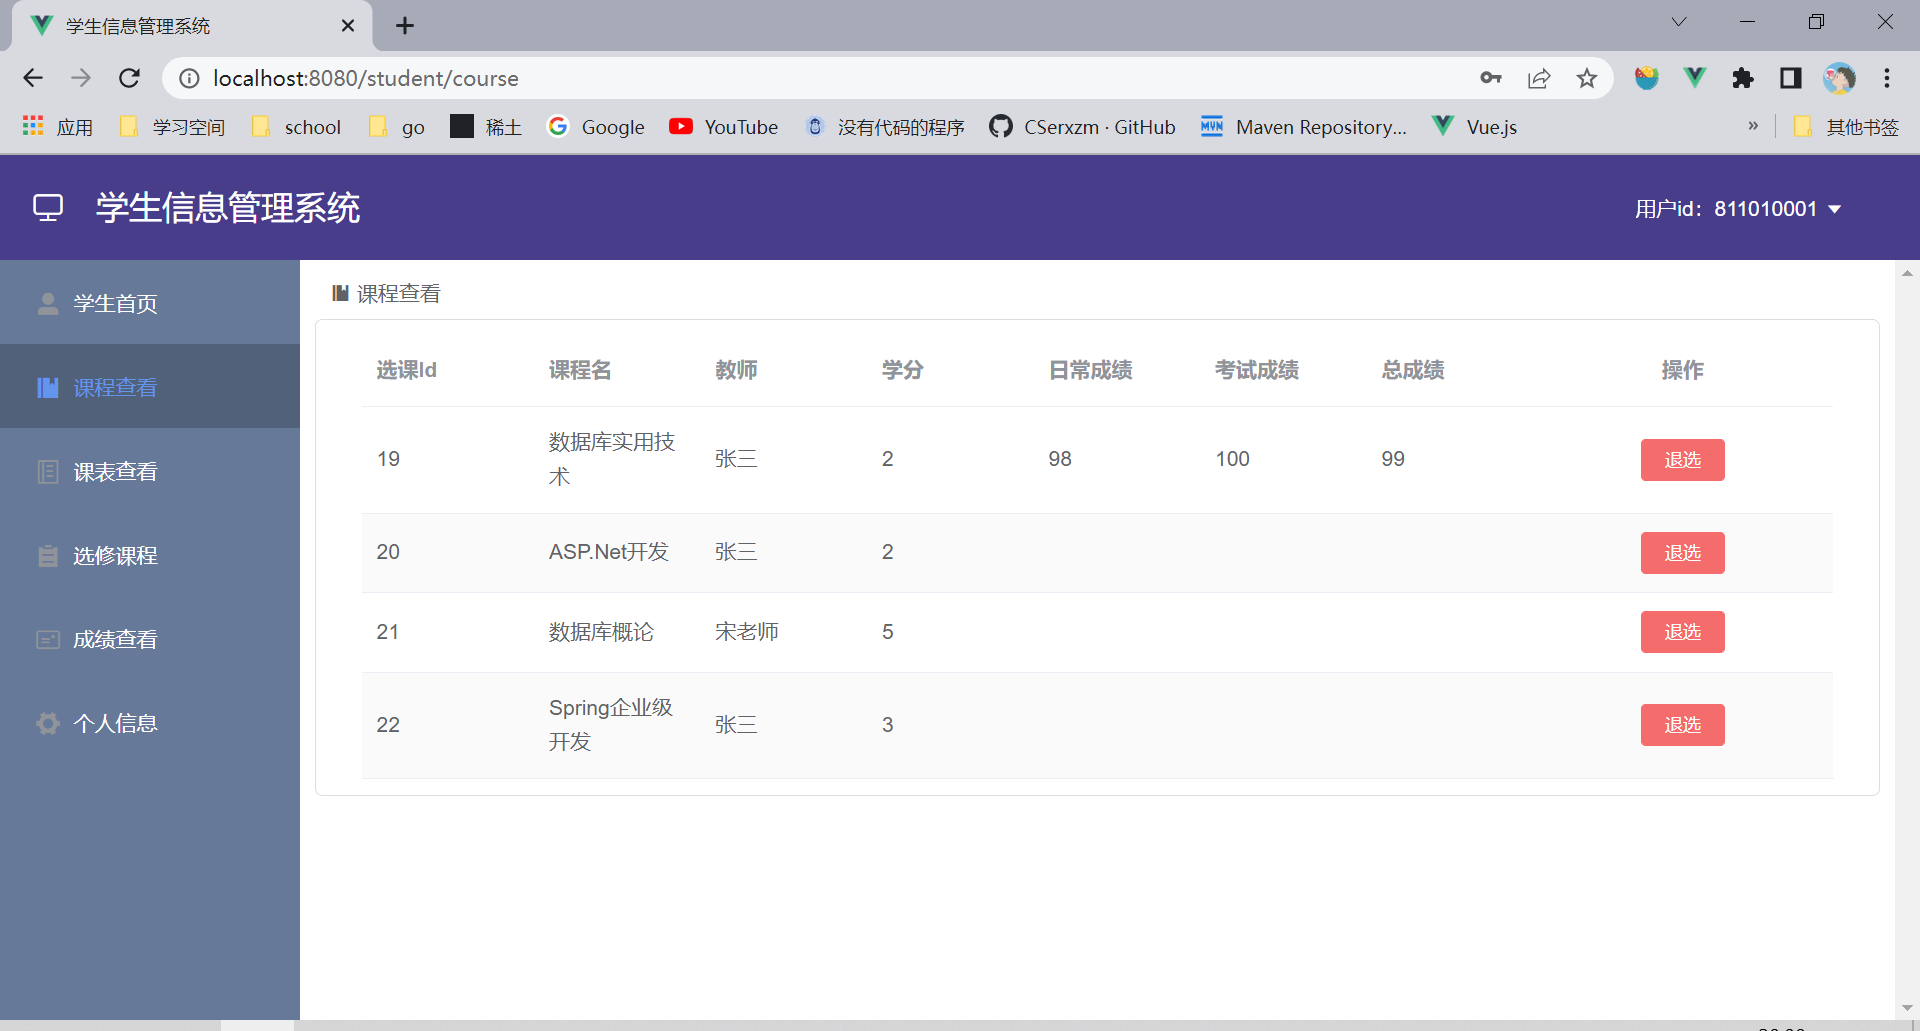 学生信息管理系统
localhost:8080/student/course
应用 学习空间 school go 稀土 Google YouTube 没有代码的程序 CSerxzm · GitHub Maven Repository... Vue.js » 其他书签
学生信息管理系统
用户id：811010001
学生首页
课程查看
课表查看
选修课程
成绩查看
个人信息
课程查看
选课Id 课程名 教师 学分 日常成绩 考试成绩 总成绩 操作
19 数据库实用技术 张三 2 98 100 99 退选
20 ASP.Net开发 张三 2 退选
21 数据库概论 宋老师 5 退选
22 Spring企业级开发 张三 3 退选